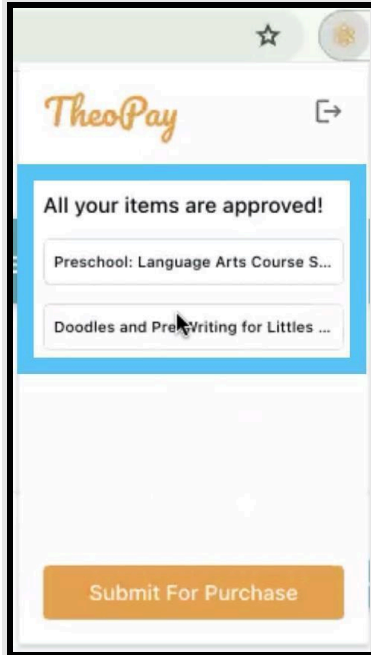 TheoPay
All your items are approved!
Preschool: Language Arts Course S...
Doodles and Pre-Writing for Littles ...
Submit For Purchase